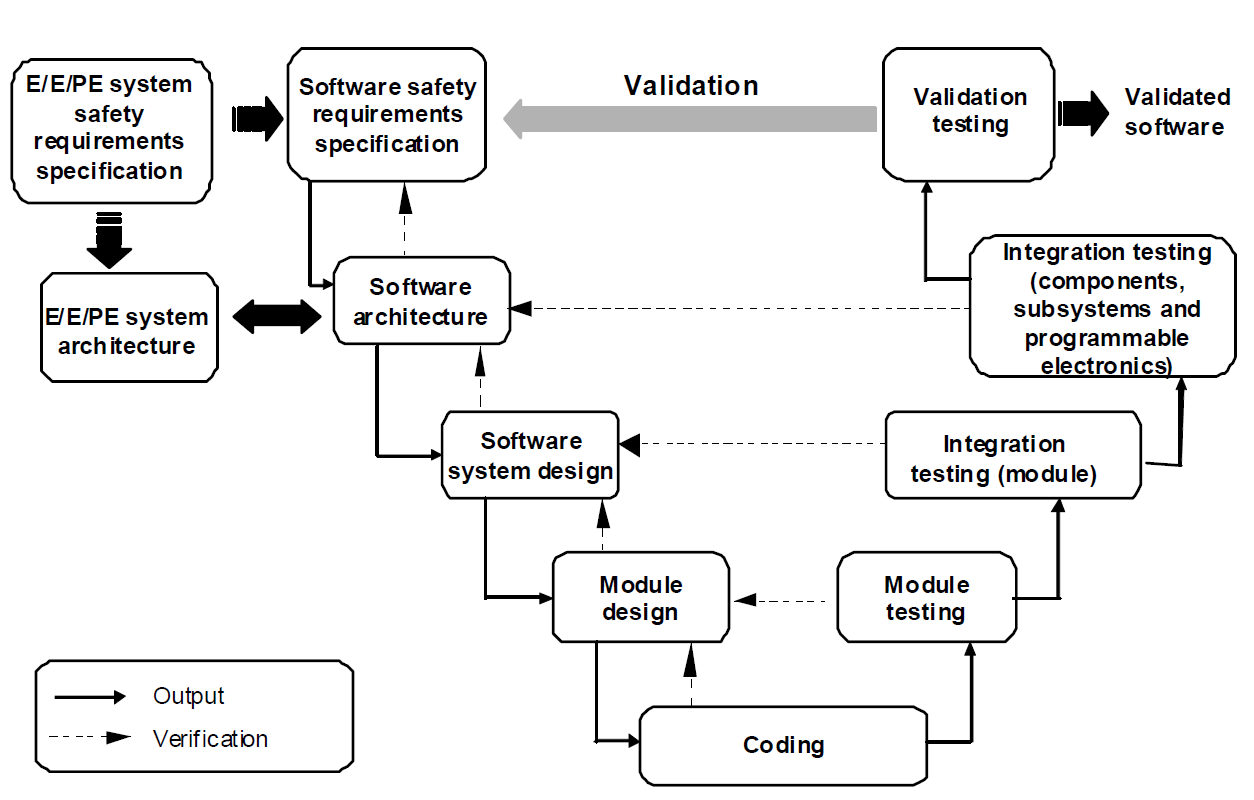 E/E/PE system
safety
requirements
specification
Software safety
requirements
specification
Validation
Validation
testing
Validated
software
E/E/PE system
architecture
Software
architecture
Integration testing
(components,
subsystems and
programmable
electronics)
Software
system design
Integration
testing (module)
Module
design
Module
testing
Coding
Output
Verification